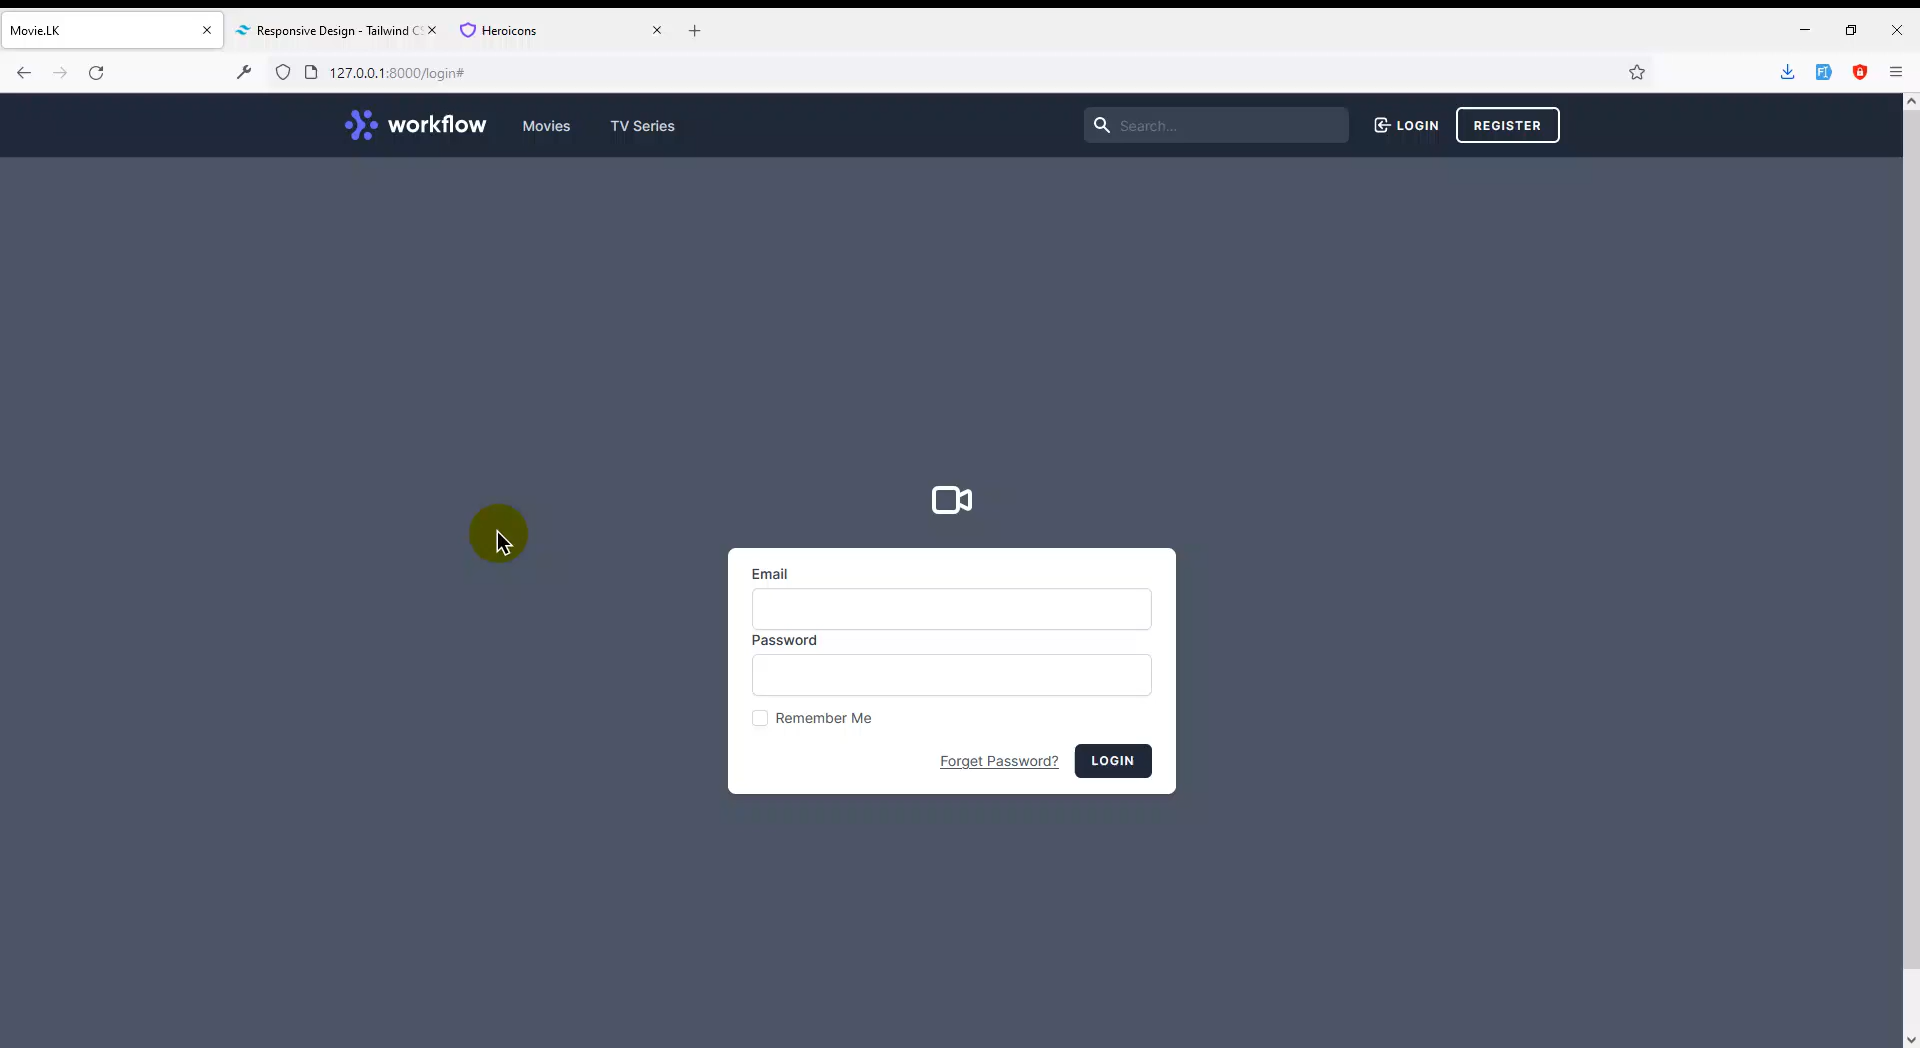 Movie.LK
Responsive Design - Tailwind CS
Heroicons
127.0.0.1:8000/login#
workflow
Movies
TV Series
Search...
LOGIN
REGISTER
Email
Password
Remember Me
Forget Password?
LOGIN